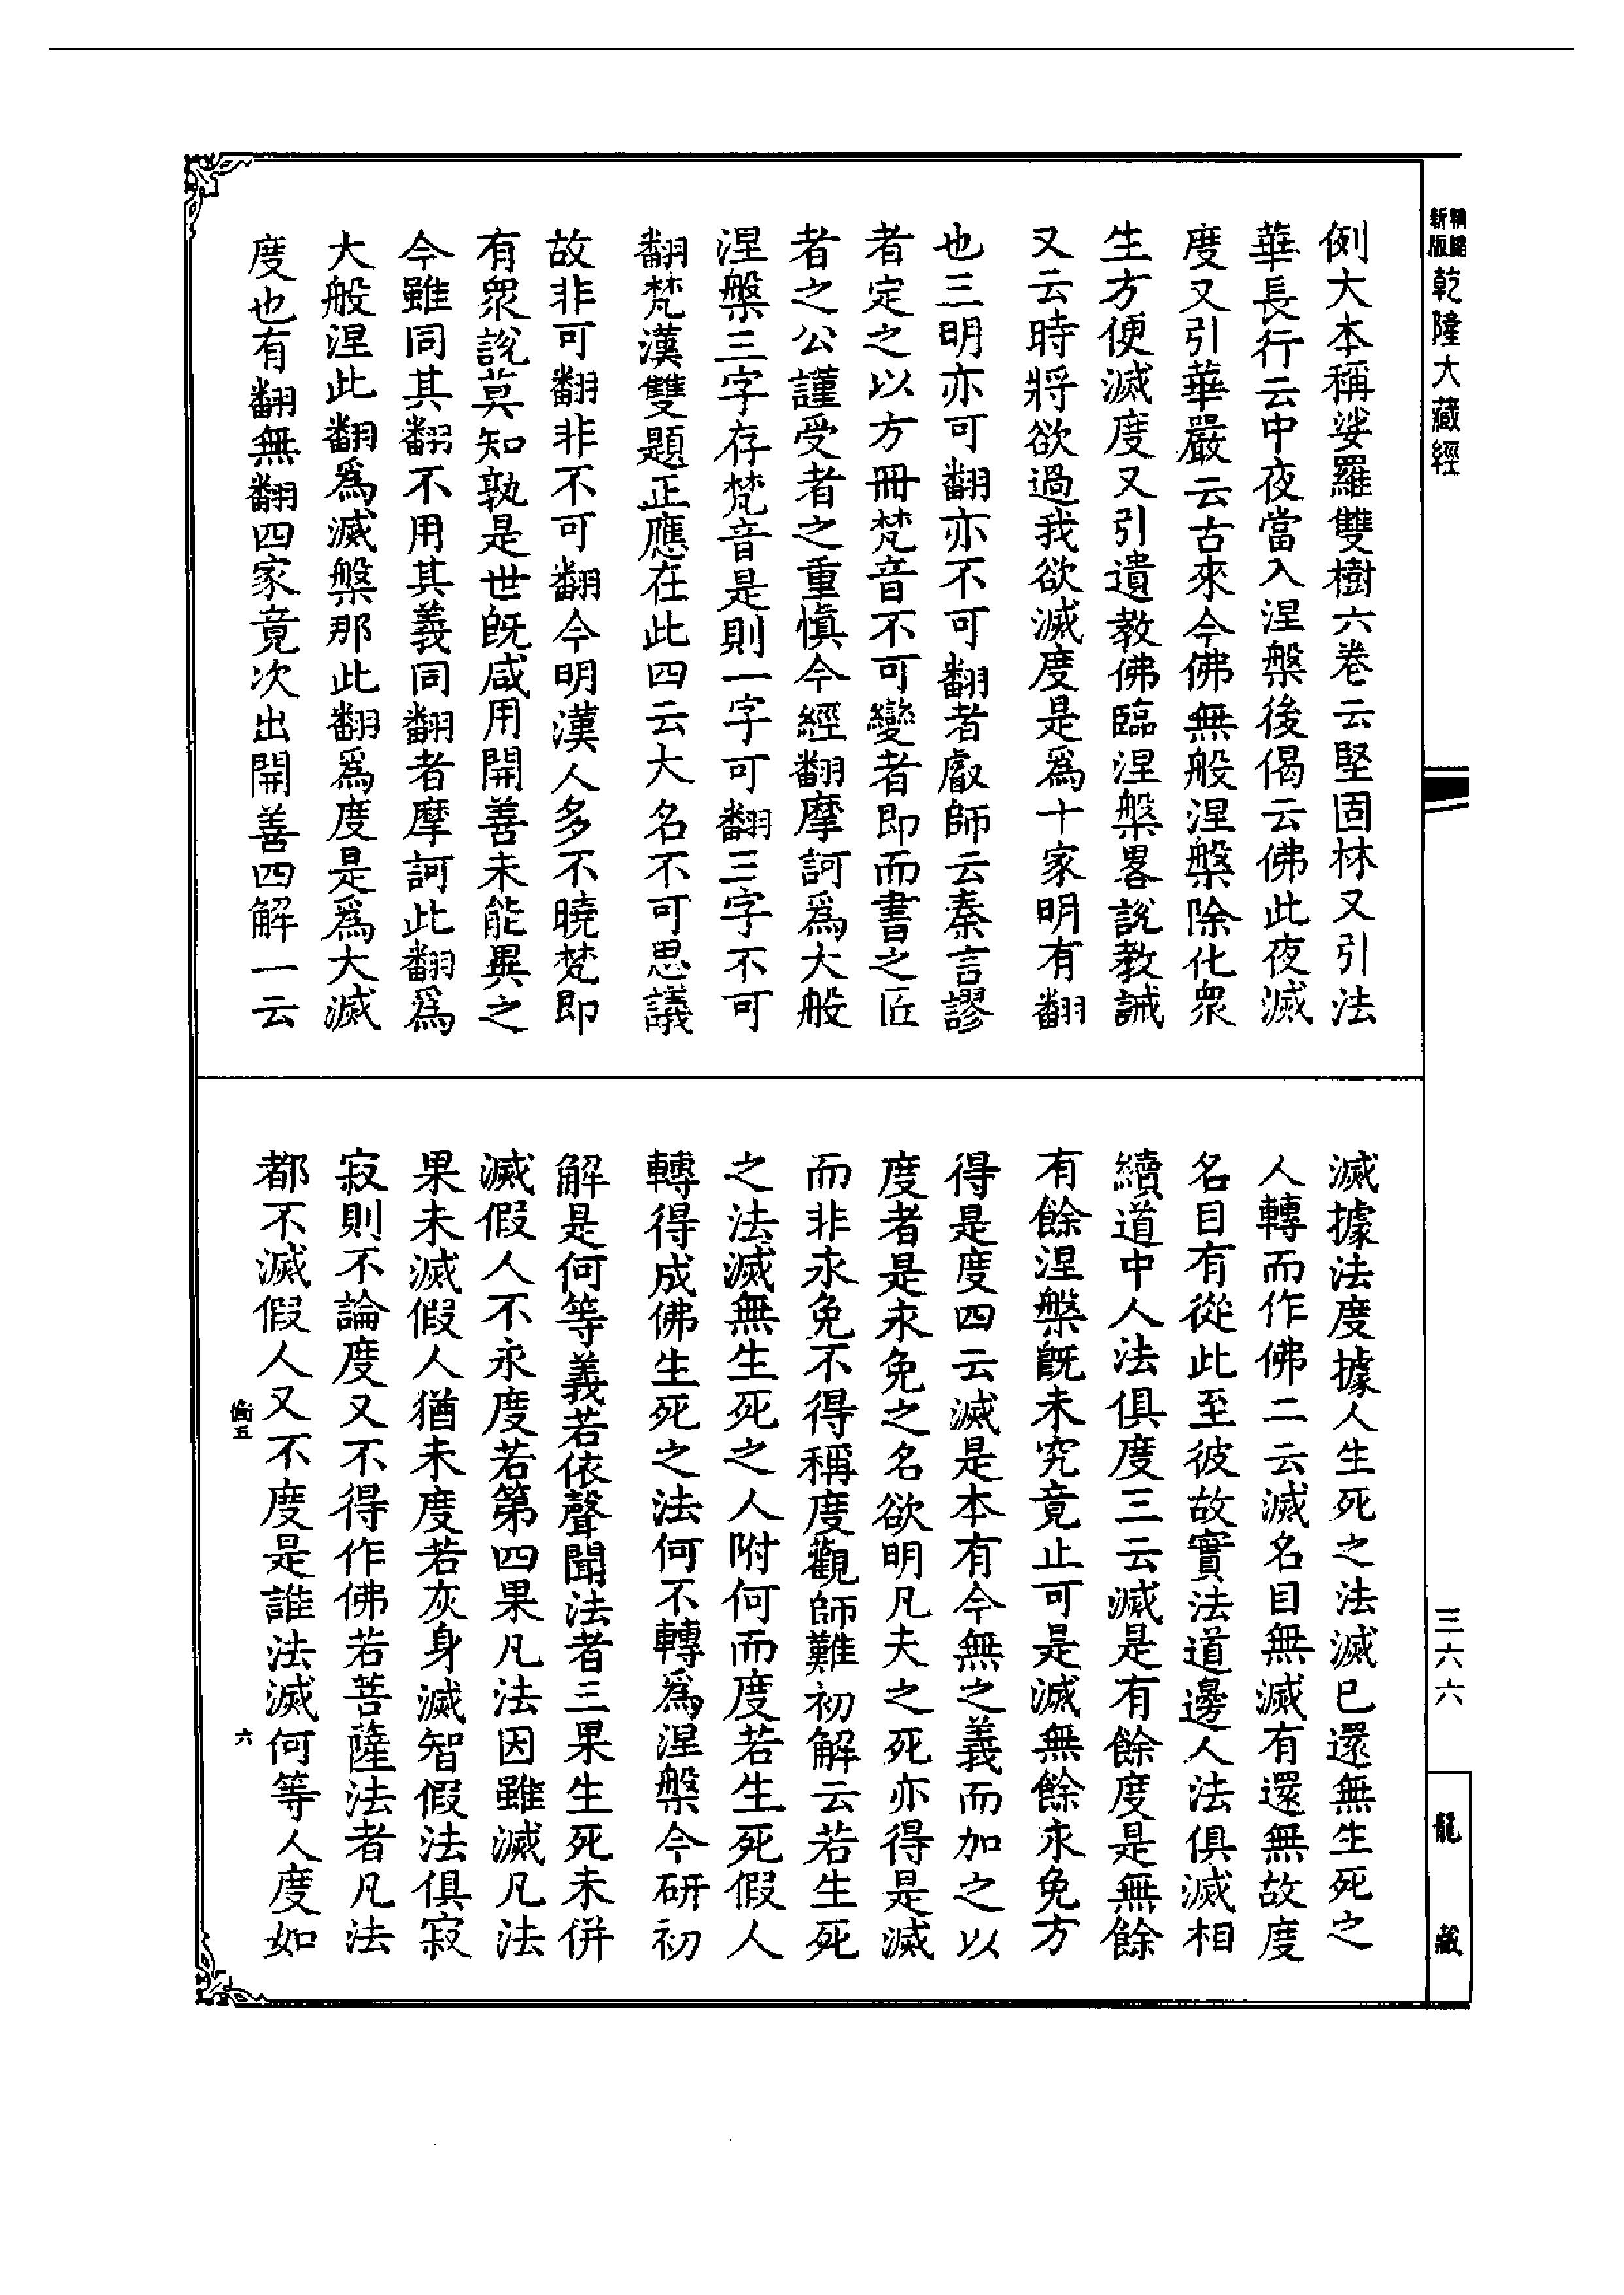 新版
精縮
乾隆大藏經
例大本稱娑羅雙樹六卷云堅固林又引法
華長行云中夜當入涅槃後偈云佛此夜滅
度又引華嚴云古來今佛無般涅槃除化衆
生方便滅度又引遺教佛臨涅槃畧說教誡
又云時將欲過我欲滅度是爲十家明有翻
也三明亦可翻亦不可翻者叡師云秦言謬
者定之以方冊梵音不可變者即而書之匠
者之公謹受者之重愼今經翻摩訶爲大般
涅槃三字存梵音是則一字可翻三字不可
翻梵漢雙題正應在此四云大名不可思議
故非可翻非不可翻今明漢人多不曉梵即
有衆說莫知孰是世旣咸用開善未能異之
今雖同其翻不用其義同翻者摩訶此翻爲
大般涅此翻爲滅槃那此翻爲度是爲大滅
度也有翻無翻四家竟次出開善四解一云
滅據法度據人生死之法滅已還無生死之
人轉而作佛二云滅名目無滅有還無故度
名目有從此至彼故實法道邊人法俱滅相
續道中人法俱度三云滅是有餘度是無餘
有餘涅槃旣未究竟止可是滅無餘永免方
得是度四云滅是本有今無之義而加之以
度者是永免之名欲明凡夫之死亦得是滅
而非永免不得稱度觀師難初解云若生死
之法滅無生死之人附何而度若生死假人
轉得成佛生死之法何不轉爲涅槃今研初
解是何等義若依聲聞法者三果生死未併
滅假人不永度若第四果凡法因雖滅凡法
果未滅假人猶未度若灰身滅智假法俱寂
寂則不論度又不得作佛若菩薩法者凡法
都不滅假人又不度是誰法滅何等人度如
六
三六六
龍藏